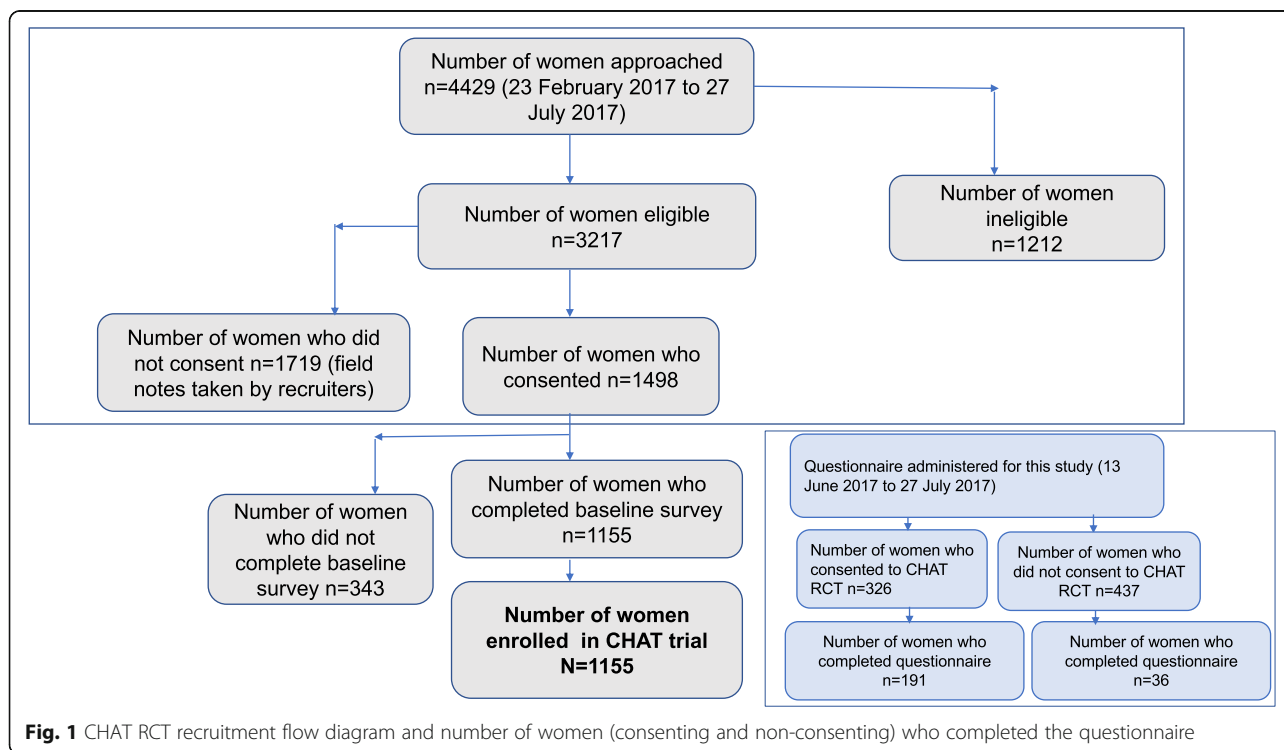 Number of women approached
n=4429 (23 February 2017 to 27
July 2017)
Number of women eligible
n=3217
Number of women
ineligible
n=1212
Number of women who did
not consent n=1719 (field
notes taken by recruiters)
Number of women who
consented n=1498
Number of women
who did not
complete baseline
survey n=343
Number of women who
completed baseline survey
n=1155
Number of women
enrolled in CHAT trial
N=1155
Questionnaire administered for this study (13
June 2017 to 27 July 2017)
Number of women who
consented to CHAT
RCT n=326
Number of women who
did not consent to CHAT
RCT n=437
Number of women who
completed questionnaire
n=191
Number of women who
completed questionnaire
n=36
Fig. 1 CHAT RCT recruitment flow diagram and number of women (consenting and non-consenting) who completed the questionnaire